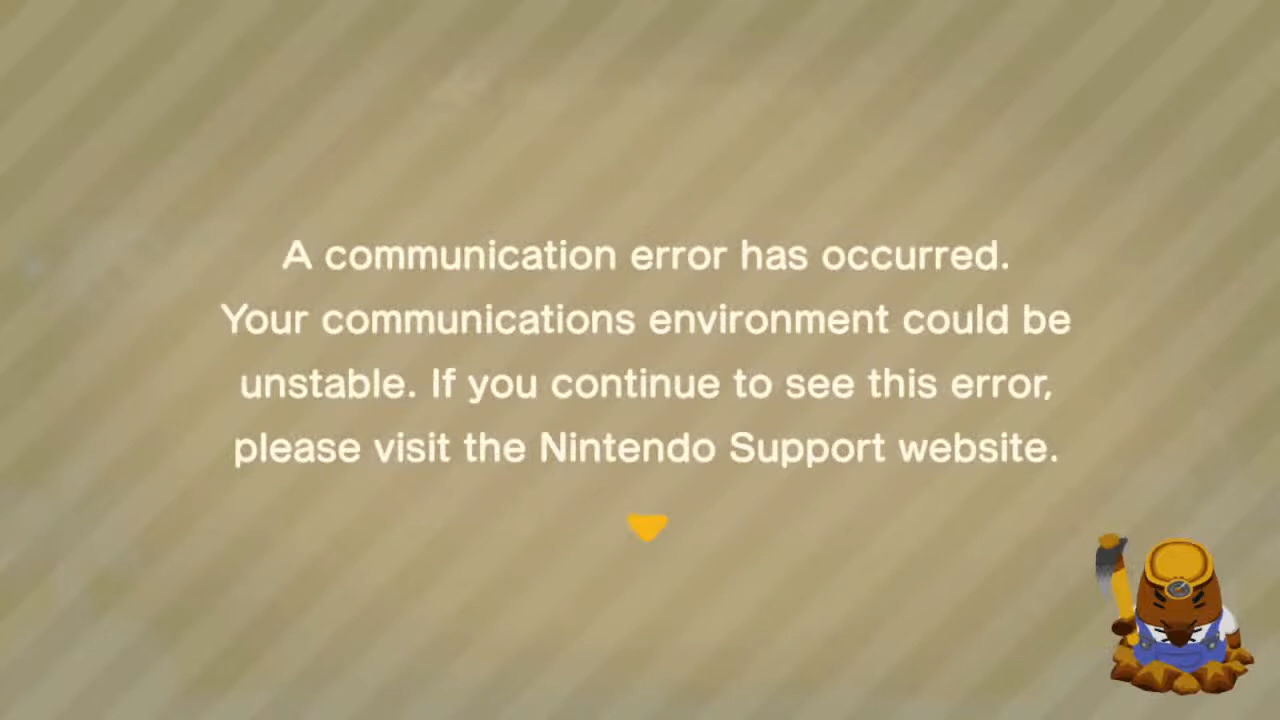 A communication error has occurred.
Your communications environment could be
unstable. If you continue to see this error,
please visit the Nintendo Support website.